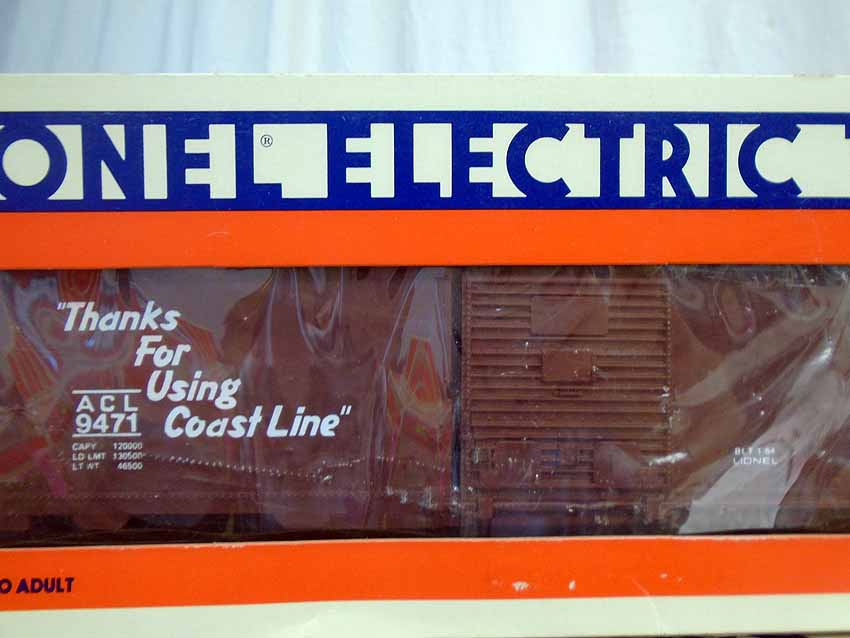 IONEL® ELECTRIC
"Thanks
For
Using
Coast Line"
ACL
9471
CAPY 120000
LD LMT 130500
LT WT 46500
BLT 1-84
LIONEL
O ADULT